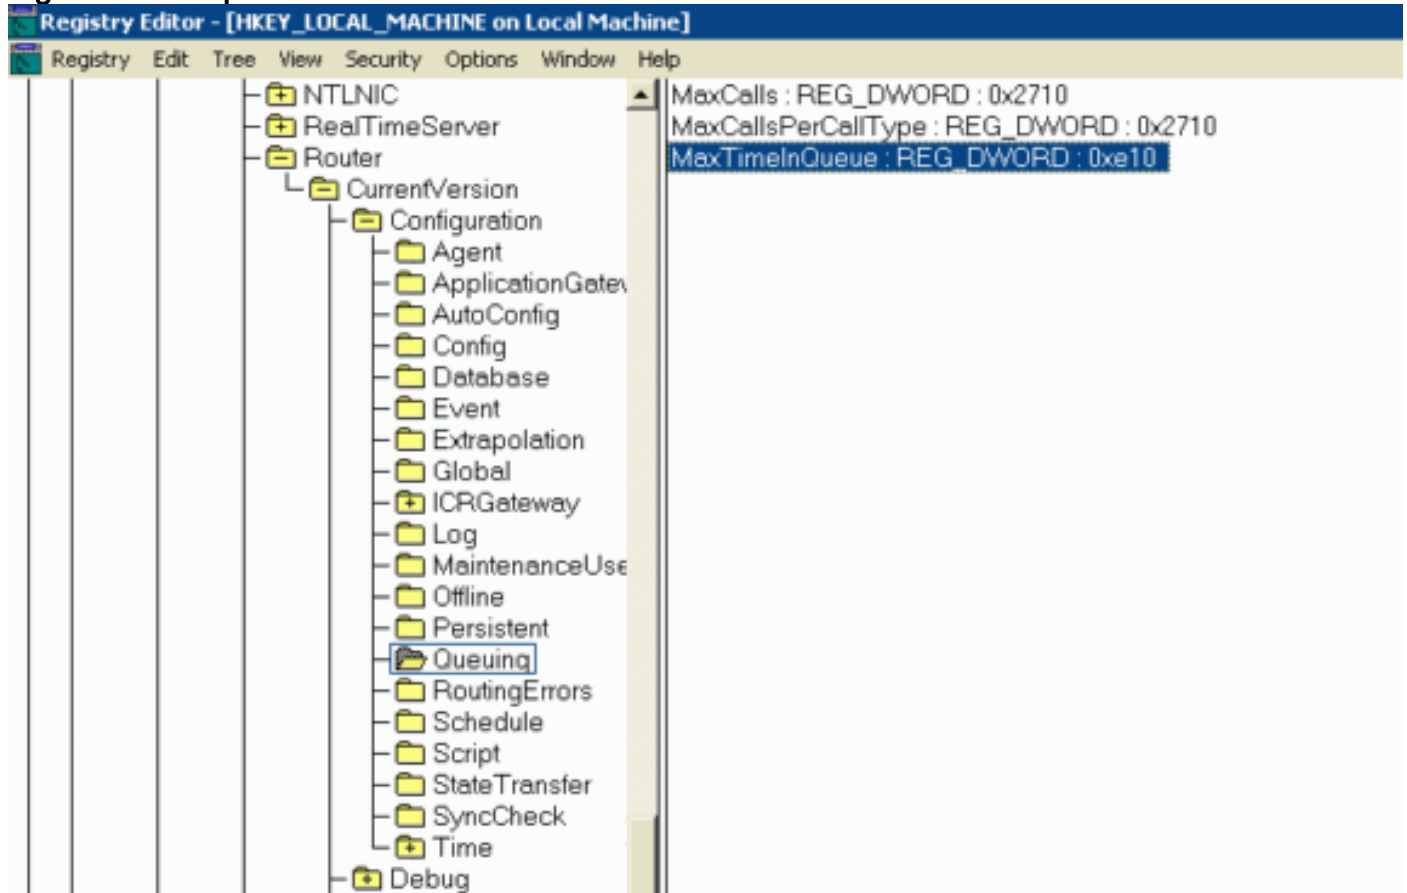 Registry Editor - [HKEY_LOCAL_MACHINE on Local Machine]
Registry Edit Tree View Security Options Window Help
NTLNIC
RealTimeServer
Router
CurrentVersion
Configuration
Agent
ApplicationGatew
AutoConfig
Config
Database
Event
Extrapolation
Global
ICRGateway
Log
MaintenanceUse
Offline
Persistent
Queuing
RoutingErrors
Schedule
Script
StateTransfer
SyncCheck
Time
Debug
MaxCalls : REG_DWORD : 0x2710
MaxCallsPerCallType : REG_DWORD : 0x2710
MaxTimeInQueue : REG_DWORD : 0xe10